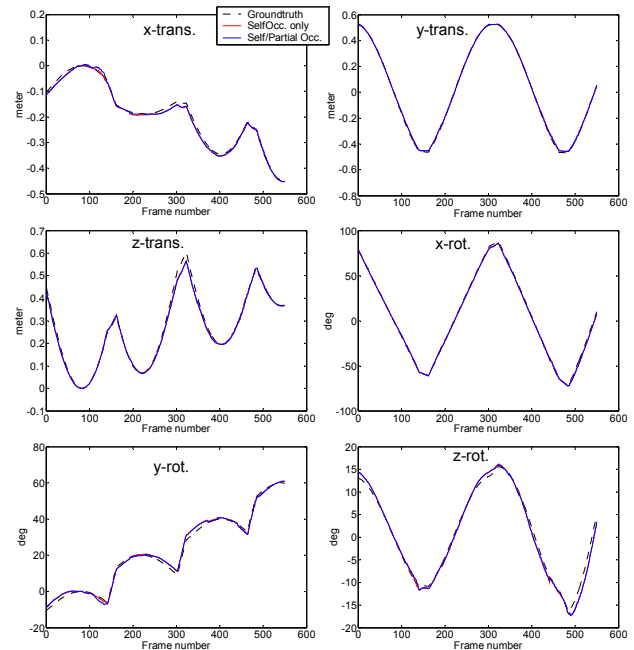 x-trans.
Groundtruth
SelfOcc. only
Self/Partial Occ.
y-trans.
0.2
0.1
0
-0.1
-0.2
-0.3
-0.4
-0.5
meter
0 100 200 300 400 500 600
Frame number
0.6
0.4
0.2
0
-0.2
-0.4
0.6
0.8
meter
0 100 200 300 400 500 600
Frame number
z-trans.
0.7
0.6
0.5
0.4
0.3
0.2
0.1
0
-0.1
meter
0 100 200 300 400 500 600
Frame number
x-rot.
100
50
0
-50
-100
deg
0 100 200 300 400 500 600
Frame number
y-rot.
80
60
40
20
0
-20
deg
0 100 200 300 400 500 600
Frame number
z-rot.
20
15
10
5
0
-5
-10
-15
-20
deg
0 100 200 300 400 500 600
Frame number